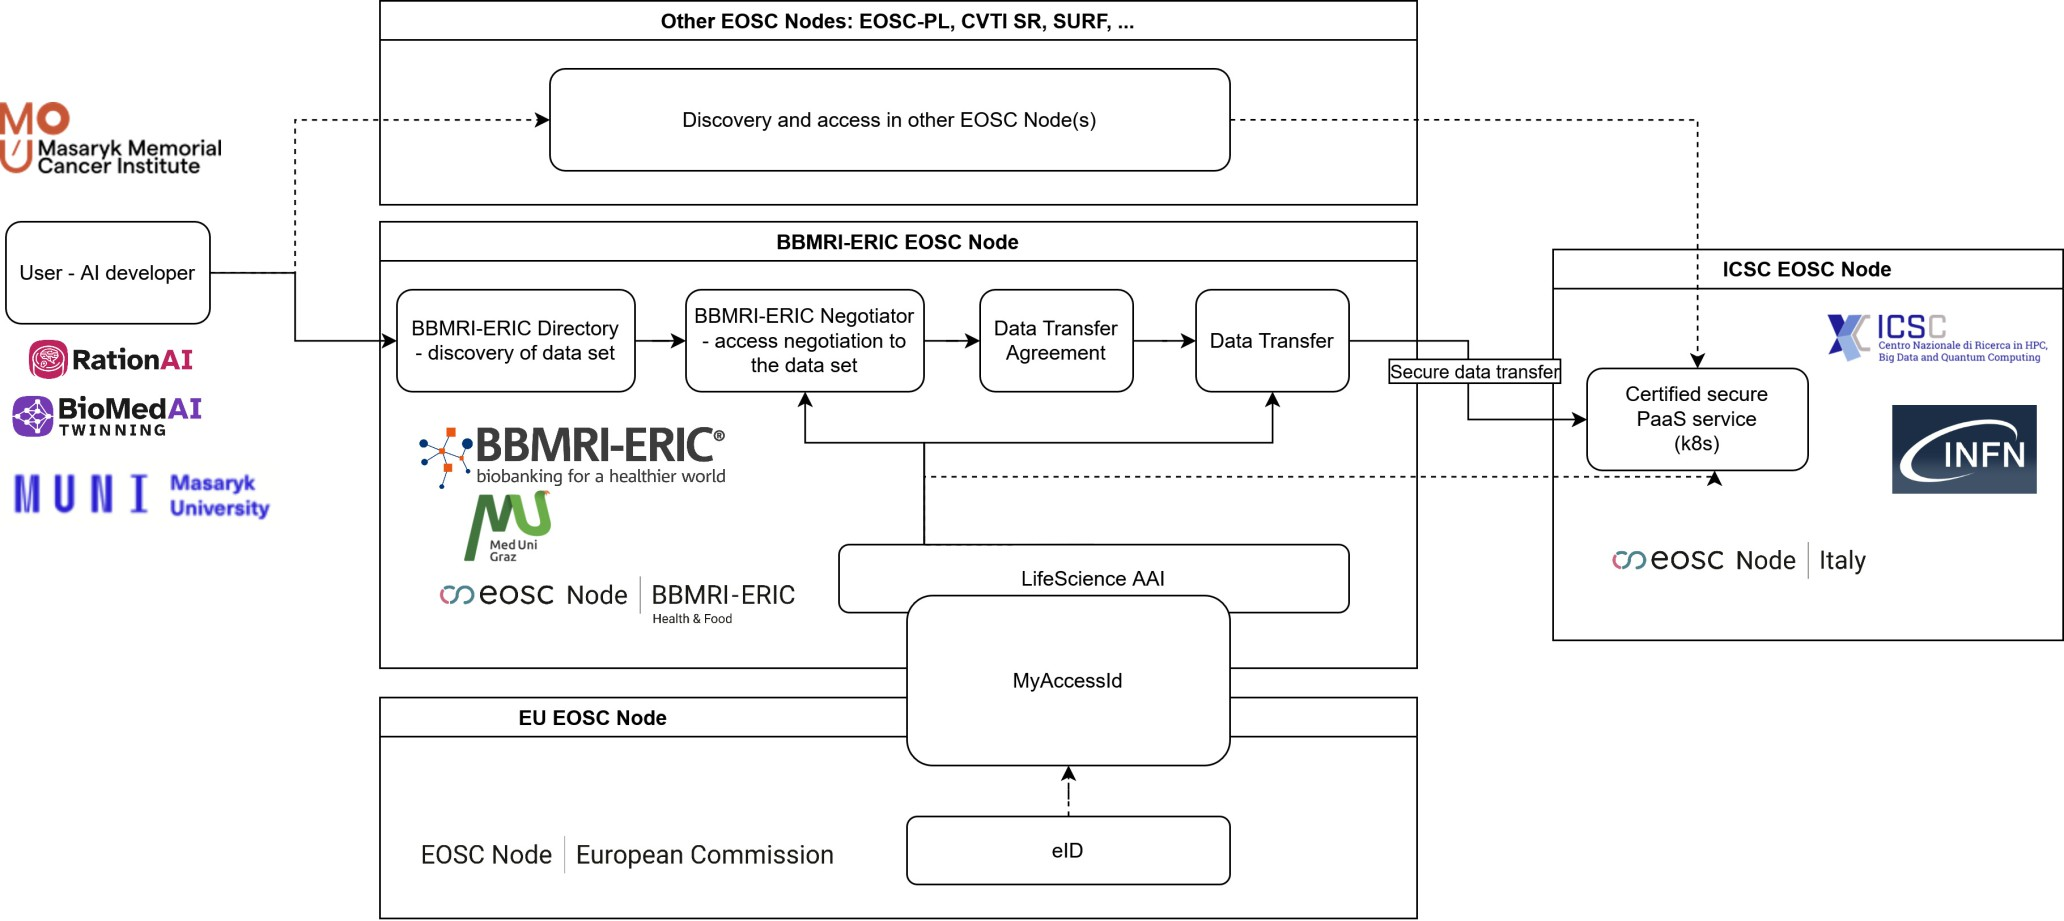 Other EOSC Nodes: EOSC-PL, CVTI SR, SURF, ...
Discovery and access in other EOSC Node(s)
MOU
Masaryk Memorial
Cancer Institute
User - AI developer
RationAI
BioMedAI
TWINNING
MUNI
Masaryk
University
BBMRI-ERIC EOSC Node
BBMRI-ERIC Directory
- discovery of data set
BBMRI-ERIC Negotiator
- access negotiation to
the data set
Data Transfer
Agreement
Data Transfer
Secure data transfer
BBMRI-ERIC®
biobanking for a healthier world
MU
Med Uni
Graz
eosc Node
BBMRI-ERIC
Health & Food
LifeScience AAI
MyAccessId
EU EOSC Node
EOSC Node
European Commission
eID
ICSC EOSC Node
ICSC
Centro Nazionale di Ricerca in HPC,
Big Data and Quantum Computing
Certified secure
PaaS service
(k8s)
INFN
eosc Node
Italy